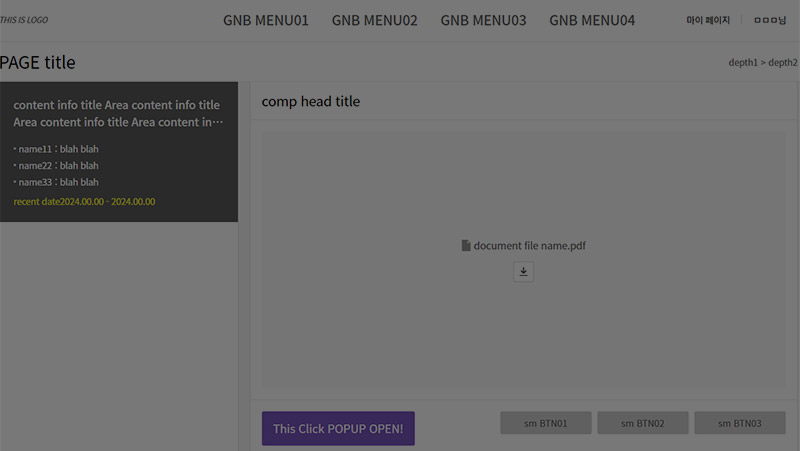 THIS IS LOGO
GNB MENU01 GNB MENU02 GNB MENU03 GNB MENU04
마이 페이지 ㅁㅁㅁ님
PAGE title
depth1 > depth2
content info title Area content info title
Area content info title Area content in···
• name11 : blah blah
• name22 : blah blah
• name33 : blah blah
recent date2024.00.00 - 2024.00.00
comp head title
document file name.pdf
This Click POPUP OPEN!
sm BTN01
sm BTN02
sm BTN03